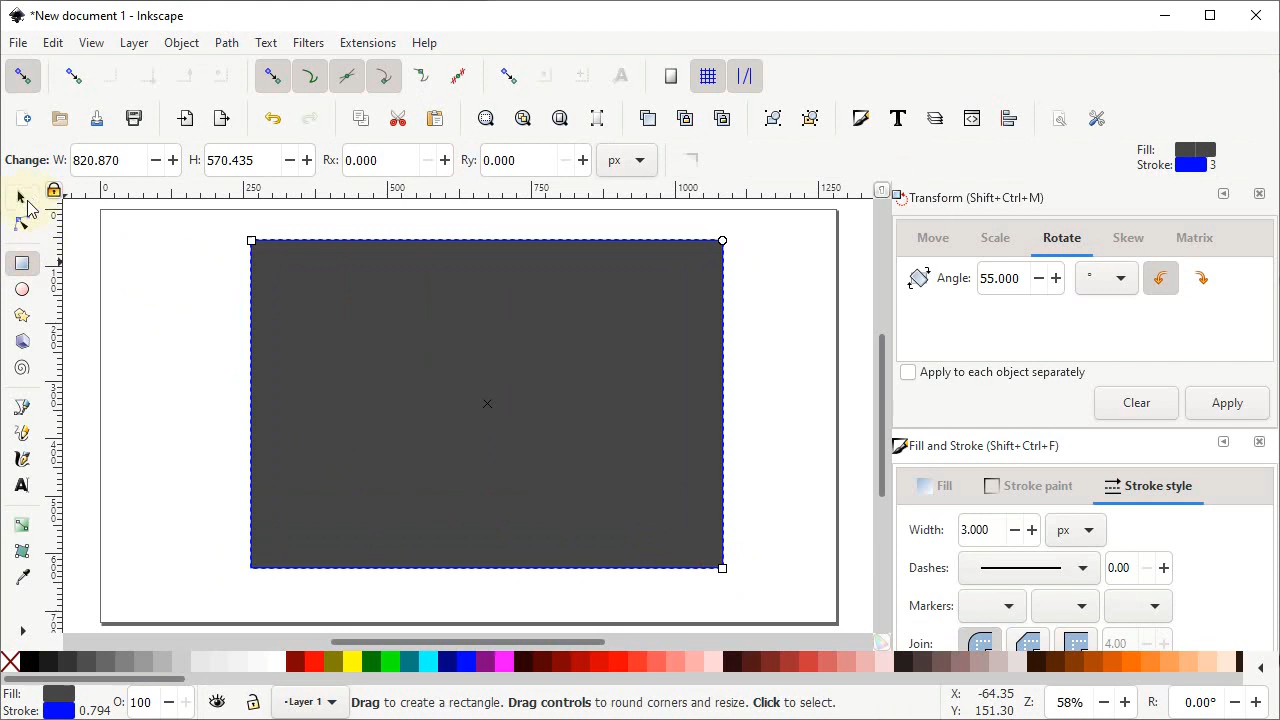 *New document 1 - Inkscape
File Edit View Layer Object Path Text Filters Extensions Help
Change: W: 820.870 H: 570.435 Rx: 0.000 Ry: 0.000 px
Fill:
Stroke: 3
0 250 500 750 1000 1250
Transform (Shift+Ctrl+M)
Move Scale Rotate Skew Matrix
Angle: 55.000 °
Apply to each object separately
Clear Apply
Fill and Stroke (Shift+Ctrl+F)
Fill Stroke paint Stroke style
Width: 3.000 px
Dashes: 0.00
Markers:
Join: 4.00
Fill:
Stroke: 0.794
O: 100
Layer 1
Drag to create a rectangle. Drag controls to round corners and resize. Click to select.
X: -64.35
Y: 151.30
Z: 58%
R: 0.00°